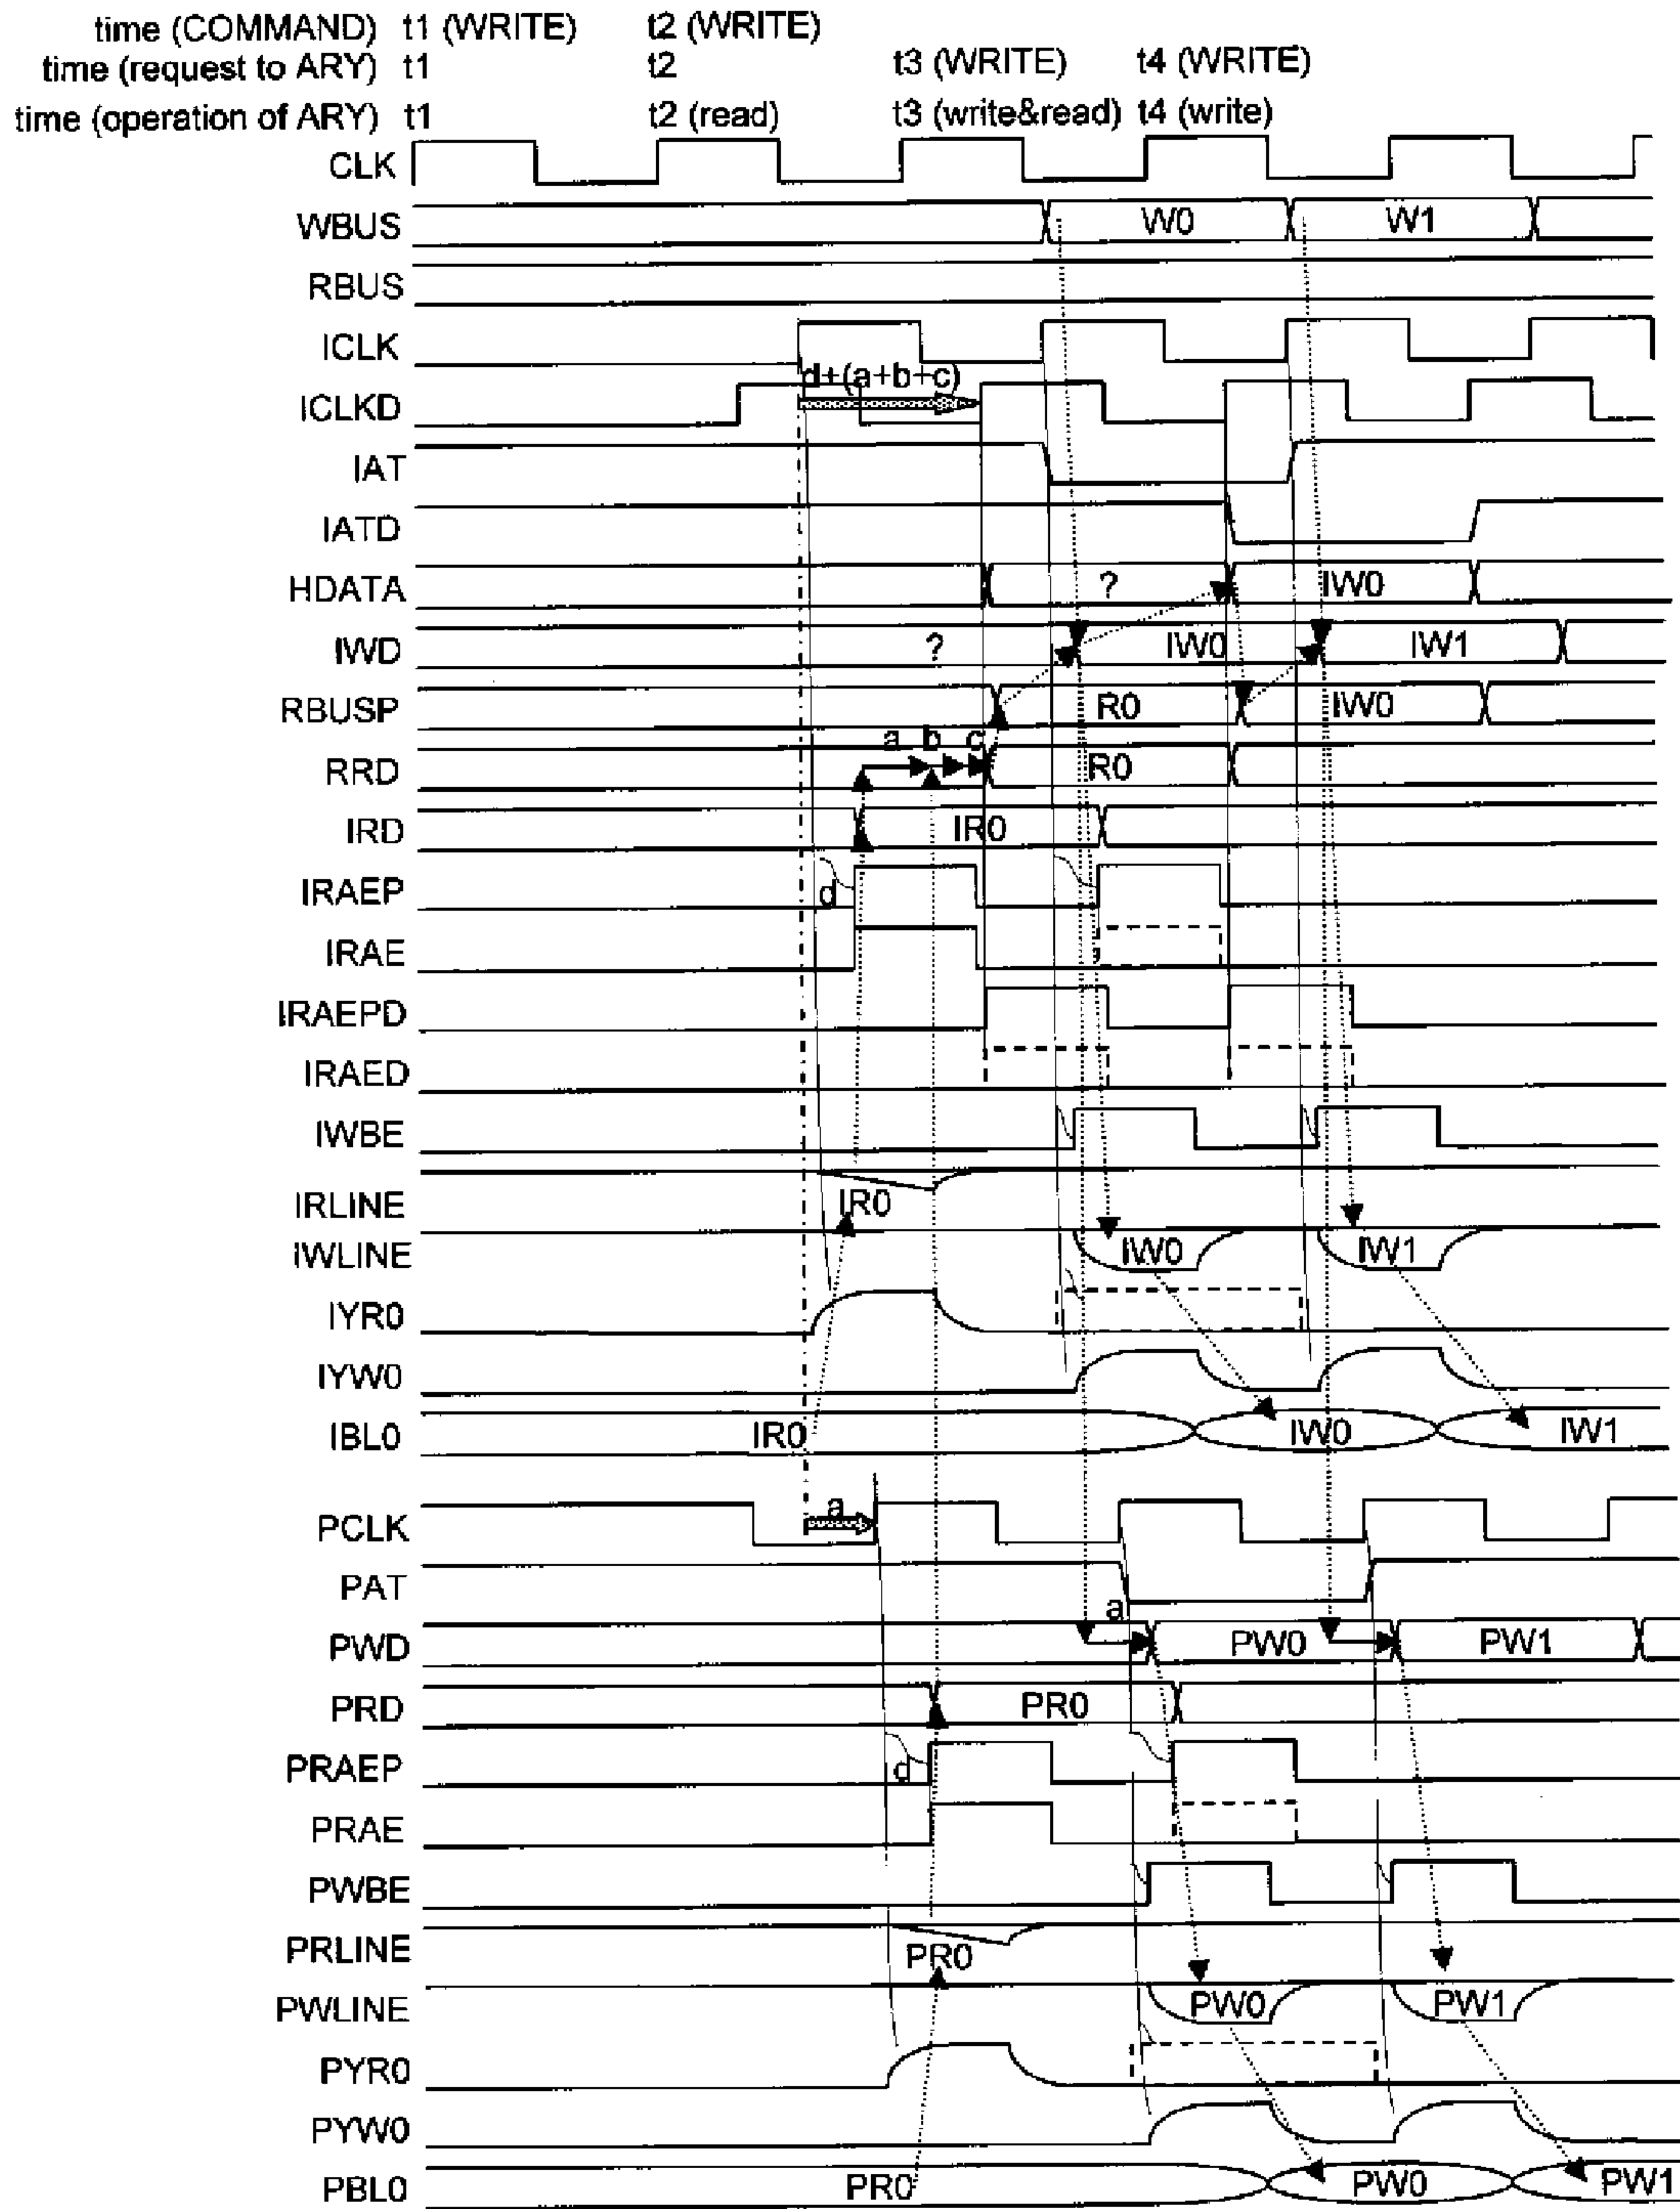 time (COMMAND) t1 (WRITE) t2 (WRITE)
time (request to ARY) t1 t2 t3 (WRITE) t4 (WRITE)
time (operation of ARY) t1 t2 (read) t3 (write&read) t4 (write)
CLK
WBUS W0 W1
RBUS
ICLK
d+(a+b+c)
ICLKD
IAT
IATD
HDATA ? IW0
IWD ? IW0 IW1
RBUSP R0 IW0
a b c
RRD R0
IRD IR0
IRAEP d
IRAE
IRAEPD
IRAED
IWBE
IRLINE IR0
IWLINE IW0 IW1
IYR0
IYW0
IBL0 IR0 IW0 IW1
PCLK a
PAT
a
PWD PW0 PW1
PRD PR0
PRAEP d
PRAE
PWBE
PRLINE PR0
PWLINE PW0 PW1
PYR0
PYW0
PBL0 PR0 PW0 PW1